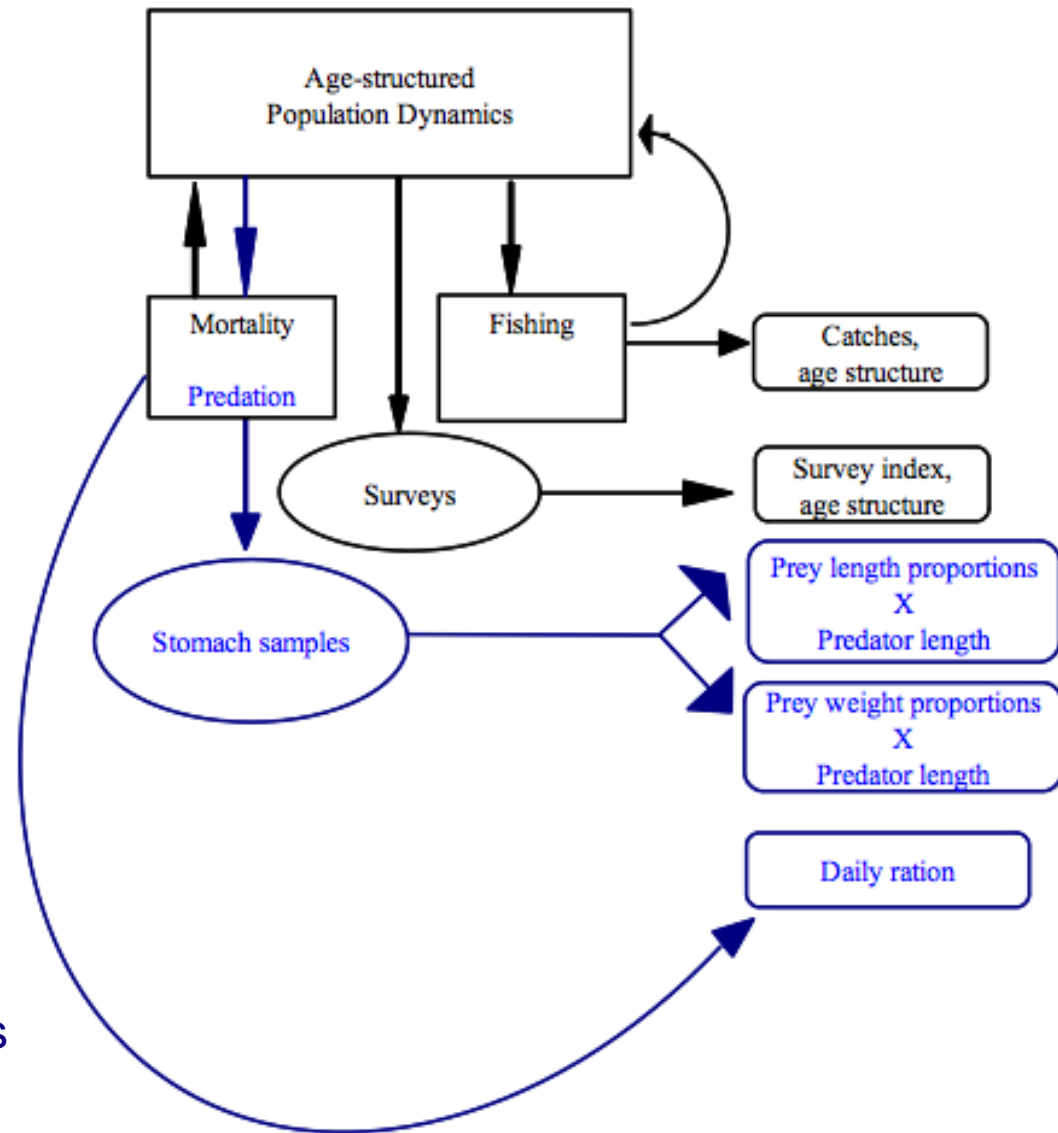 Age-structured
Population Dynamics
Mortality
Predation
Fishing
Catches,
age structure
Surveys
Survey index,
age structure
Stomach samples
Prey length proportions
X
Predator length
Prey weight proportions
X
Predator length
Daily ration
s